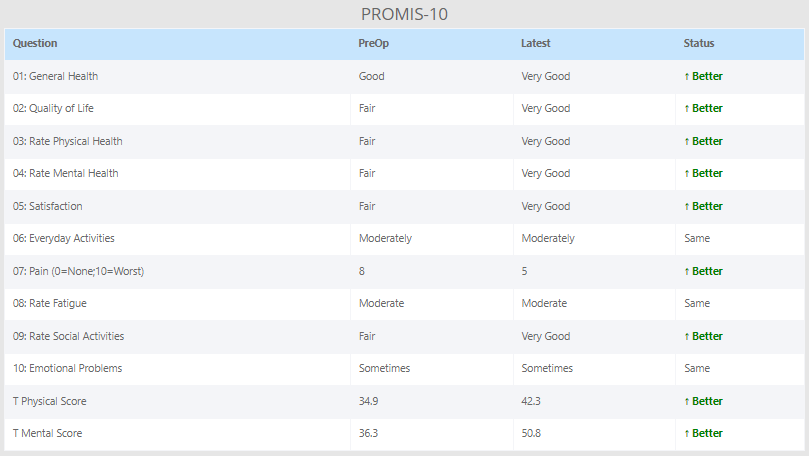 PROMIS-10
Question PreOp Latest Status
01: General Health Good Very Good ↑ Better
02: Quality of Life Fair Very Good ↑ Better
03: Rate Physical Health Fair Very Good ↑ Better
04: Rate Mental Health Fair Very Good ↑ Better
05: Satisfaction Fair Very Good ↑ Better
06: Everyday Activities Moderately Moderately Same
07: Pain (0=None;10=Worst) 8 5 ↑ Better
08: Rate Fatigue Moderate Moderate Same
09: Rate Social Activities Fair Very Good ↑ Better
10: Emotional Problems Sometimes Sometimes Same
T Physical Score 34.9 42.3 ↑ Better
T Mental Score 36.3 50.8 ↑ Better